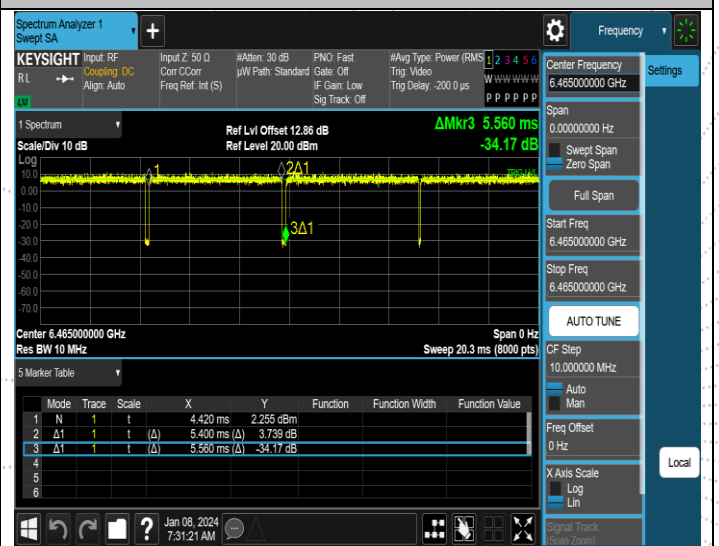 Spectrum Analyzer 1
Swept SA
+
Frequency
KEYSIGHT
RL
LXI
Input: RF
Coupling: DC
Align: Auto
Input Z: 50 Ω
Corr CCorr
Freq Ref: Int (S)
#Atten: 30 dB
µW Path: Standard
PNO: Fast
Gate: Off
IF Gain: Low
Sig Track: Off
#Avg Type: Power (RMS
Trig: Video
Trig Delay: -200.0 µs
1 2 3 4 5 6
W W W W W W
P P P P P P
1 Spectrum
Scale/Div 10 dB
Ref Lvl Offset 12.86 dB
Ref Level 20.00 dBm
ΔMkr3 5.560 ms
-34.17 dB
Log
10.0
0.00
-10.0
-20.0
-30.0
-40.0
-50.0
-60.0
-70.0
1
2Δ1
3Δ1
TRIG LVL
Center 6.465000000 GHz
Res BW 10 MHz
Span 0 Hz
Sweep 20.3 ms (8000 pts)
5 Marker Table
Mode Trace Scale X Y Function Function Width Function Value
1 N 1 t 4.420 ms 2.255 dBm
2 Δ1 1 t (Δ) 5.400 ms (Δ) 3.739 dB
3 Δ1 1 t (Δ) 5.560 ms (Δ) -34.17 dB
4
5
6
?
Jan 08, 2024
7:31:21 AM
Center Frequency
6.465000000 GHz
Span
0.00000000 Hz
Swept Span
Zero Span
Full Span
Start Freq
6.465000000 GHz
Stop Freq
6.465000000 GHz
AUTO TUNE
CF Step
10.000000 MHz
Auto
Man
Freq Offset
0 Hz
X Axis Scale
Log
Lin
Signal Track
(Span Zoom)
Settings
Local